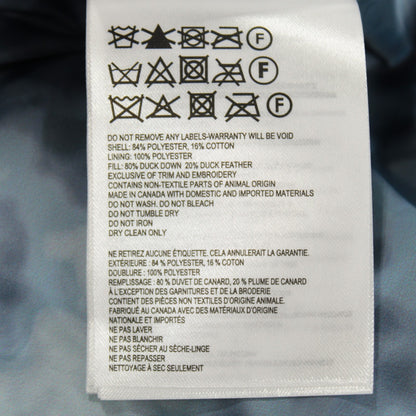 F
F
F
DO NOT REMOVE ANY LABELS-WARRANTY WILL BE VOID
SHELL: 84% POLYESTER, 16% COTTON
LINING: 100% POLYESTER
FILL: 80% DUCK DOWN 20% DUCK FEATHER
EXCLUSIVE OF TRIM AND EMBROIDERY
CONTAINS NON-TEXTILE PARTS OF ANIMAL ORIGIN
MADE IN CANADA WITH DOMESTIC AND IMPORTED MATERIALS
DO NOT WASH. DO NOT BLEACH
DO NOT TUMBLE DRY
DO NOT IRON
DRY CLEAN ONLY
NE RETIREZ AUCUNE ÉTIQUETTE. CELA ANNULERAIT LA GARANTIE.
EXTÉRIEURE : 84 % POLYESTER, 16 % COTON
DOUBLURE : 100% POLYESTER
REMPLISSAGE : 80 % DUVET DE CANARD, 20 % PLUME DE CANARD
À L'EXCEPTION DES GARNITURES ET DE LA BRODERIE
CONTIENT DES PIÈCES NON TEXTILES D'ORIGINE ANIMALE.
FABRIQUÉ AU CANADA AVEC DES MATÉRIAUX D'ORIGINE
NATIONALE ET IMPORTÉS
NE PAS LAVER
NE PAS BLANCHIR
NE PAS SÉCHER AU SÈCHE-LINGE
NE PAS REPASSER
NETTOYAGE À SEC SEULEMENT